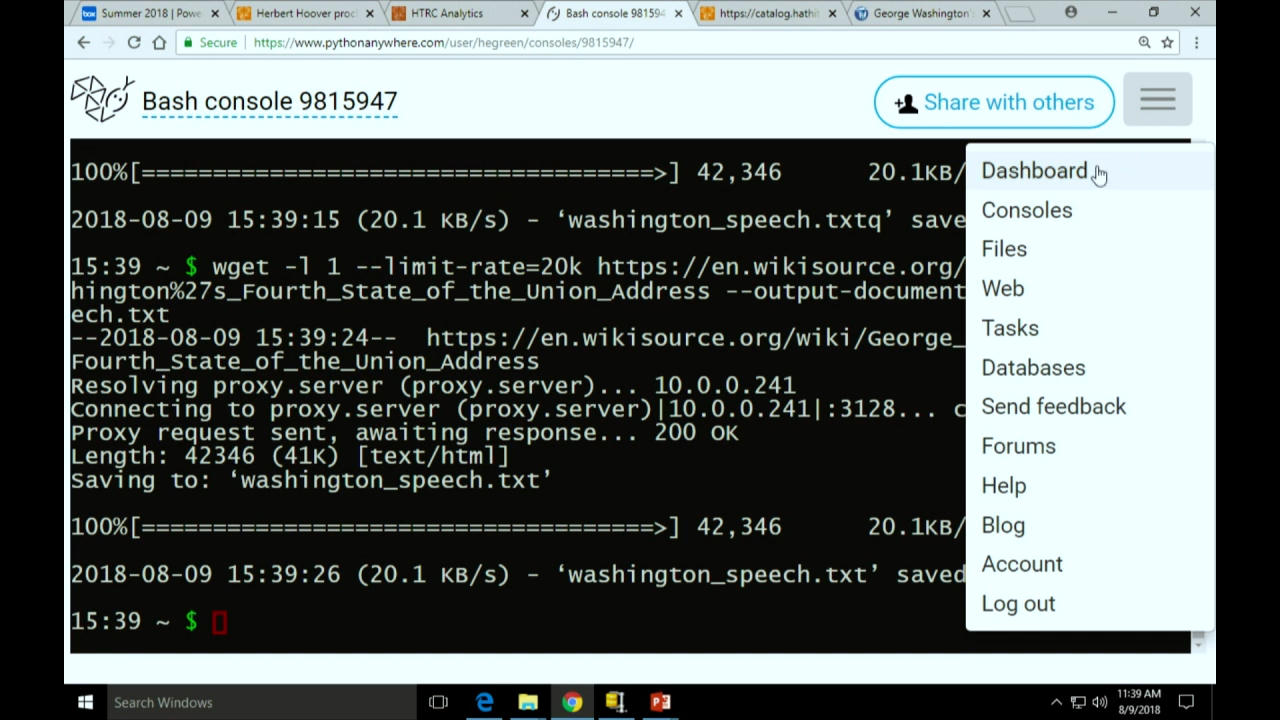 Summer 2018 | Pow
Herbert Hoover proc
HTRC Analytics
Bash console 981594
https://catalog.hathit
George Washington'
Secure
https://www.pythonanywhere.com/user/hegreen/consoles/9815947/
Bash console 9815947
Share with others
100%[====================================>] 42,346 20.1KB/
2018-08-09 15:39:15 (20.1 KB/s) - ‘washington_speech.txtq’ save
15:39 ~ $ wget -l 1 --limit-rate=20k https://en.wikisource.org/
hington%27s_Fourth_State_of_the_Union_Address --output-document
ech.txt
--2018-08-09 15:39:24-- https://en.wikisource.org/wiki/George_
Fourth_State_of_the_Union_Address
Resolving proxy.server (proxy.server)... 10.0.0.241
Connecting to proxy.server (proxy.server)|10.0.0.241|:3128... c
Proxy request sent, awaiting response... 200 OK
Length: 42346 (41K) [text/html]
Saving to: ‘washington_speech.txt’
100%[====================================>] 42,346 20.1KB/
2018-08-09 15:39:26 (20.1 KB/s) - ‘washington_speech.txt’ saved
15:39 ~ $
Dashboard
Consoles
Files
Web
Tasks
Databases
Send feedback
Forums
Help
Blog
Account
Log out
Search Windows
11:39 AM
8/9/2018